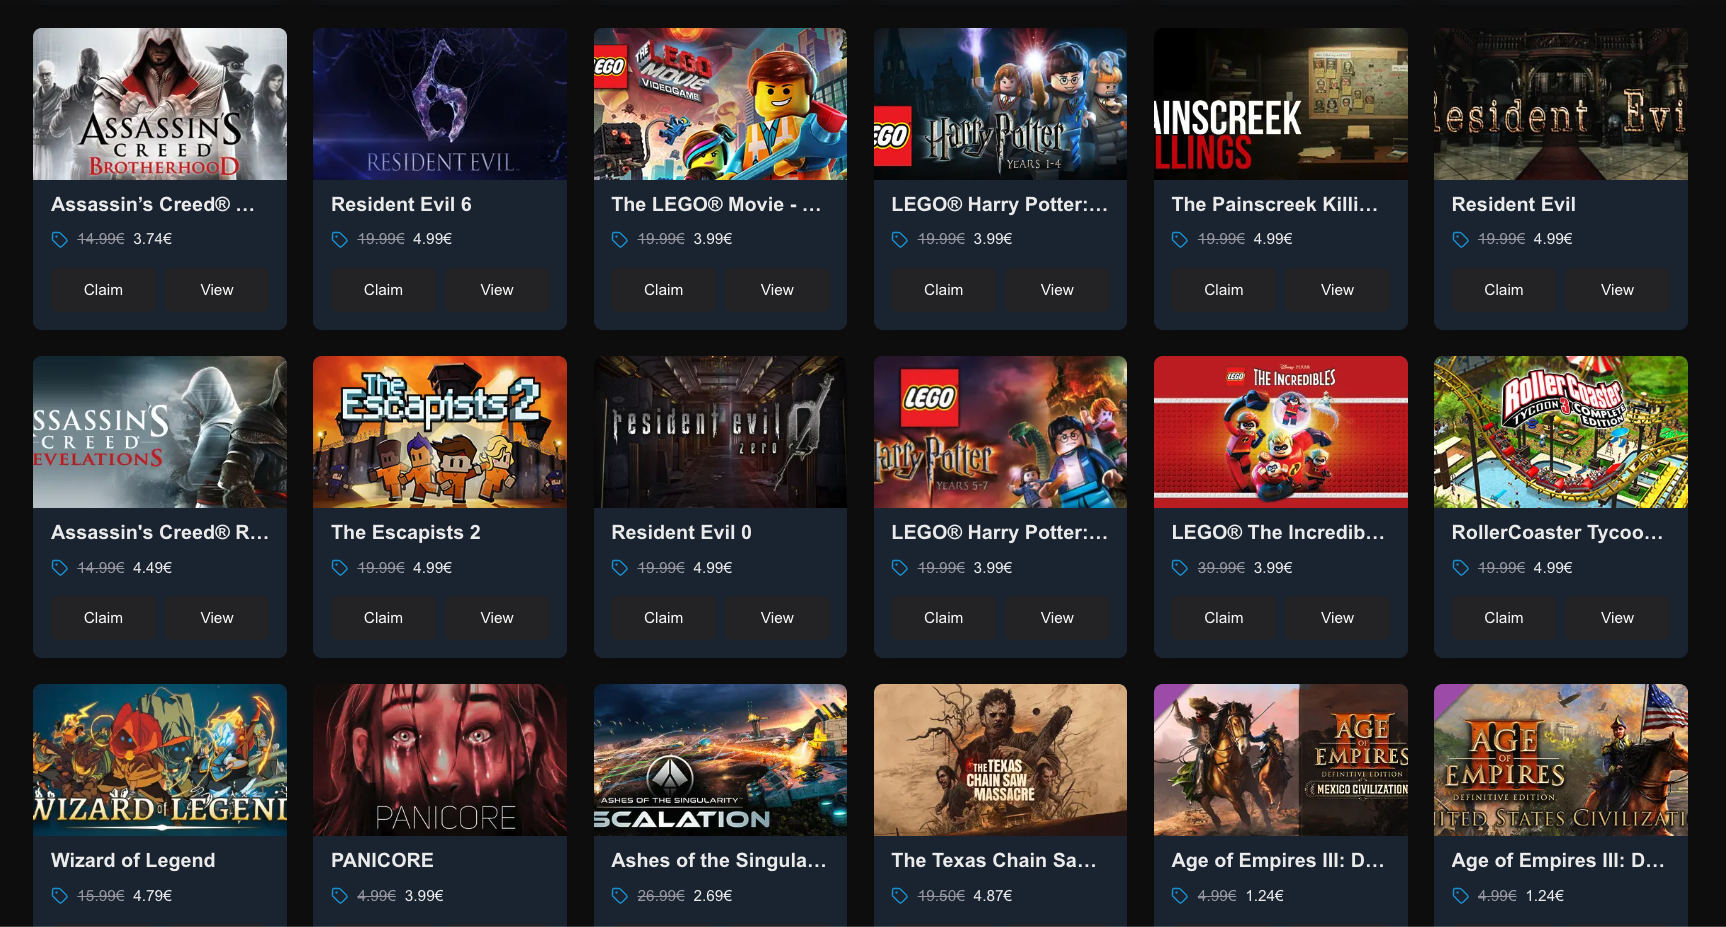 ASSASSIN'S
CREED
BROTHERHOOD
Assassin's Creed® ...
14.99€ 3.74€
Claim View
RESIDENT EVIL
Resident Evil 6
19.99€ 4.99€
Claim View
LEGO
THE LEGO
MOVIE
VIDEOGAME
The LEGO® Movie - ...
19.99€ 3.99€
Claim View
EGO
Harry Potter
YEARS 1-4
LEGO® Harry Potter:...
19.99€ 3.99€
Claim View
AINSCREEK
LLINGS
The Painscreek Killi...
19.99€ 4.99€
Claim View
Resident Evi
Resident Evil
19.99€ 4.99€
Claim View
SSASSIN'S
CREED
EVELATIONS
Assassin's Creed® R...
14.99€ 4.49€
Claim View
The
Escapists 2
The Escapists 2
19.99€ 4.99€
Claim View
resident evil 0
zero
Resident Evil 0
19.99€ 4.99€
Claim View
LEGO
Harry Potter
YEARS 5-7
LEGO® Harry Potter:...
19.99€ 3.99€
Claim View
Disney PIXAR
LEGO THE INCREDIBLES
LEGO® The Incredib...
39.99€ 3.99€
Claim View
RollerCoaster
TYCOON 3 COMPLETE
EDITION
RollerCoaster Tycoo...
19.99€ 4.99€
Claim View
WIZARD of LEGEND
Wizard of Legend
15.99€ 4.79€
PANICORE
PANICORE
4.99€ 3.99€
ASHES OF THE SINGULARITY
SCALATION
Ashes of the Singula...
26.99€ 2.69€
THE TEXAS
CHAIN SAW
MASSACRE
The Texas Chain Sa...
19.50€ 4.87€
III
AGE
OF
EMPIRES
DEFINITIVE EDITION
MEXICO CIVILIZATION
Age of Empires III: D...
4.99€ 1.24€
III
AGE
OF
EMPIRES
DEFINITIVE EDITION
NITED STATES CIVILIZATI
Age of Empires III: D...
4.99€ 1.24€